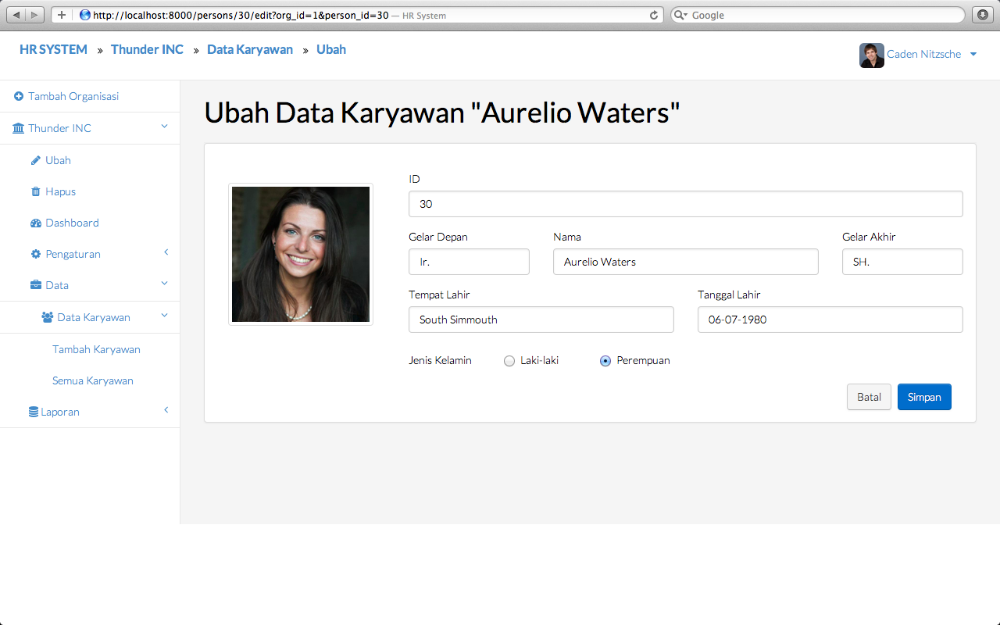 http://localhost:8000/persons/30/edit?org_id=1&person_id=30 — HR System
Google
HR SYSTEM » Thunder INC » Data Karyawan » Ubah
Caden Nitzsche
Tambah Organisasi
Thunder INC
Ubah
Hapus
Dashboard
Pengaturan
Data
Data Karyawan
Tambah Karyawan
Semua Karyawan
Laporan
Ubah Data Karyawan "Aurelio Waters"
ID
30
Gelar Depan Nama Gelar Akhir
Ir. Aurelio Waters SH.
Tempat Lahir Tanggal Lahir
South Simmouth 06-07-1980
Jenis Kelamin Laki-laki Perempuan
Batal Simpan